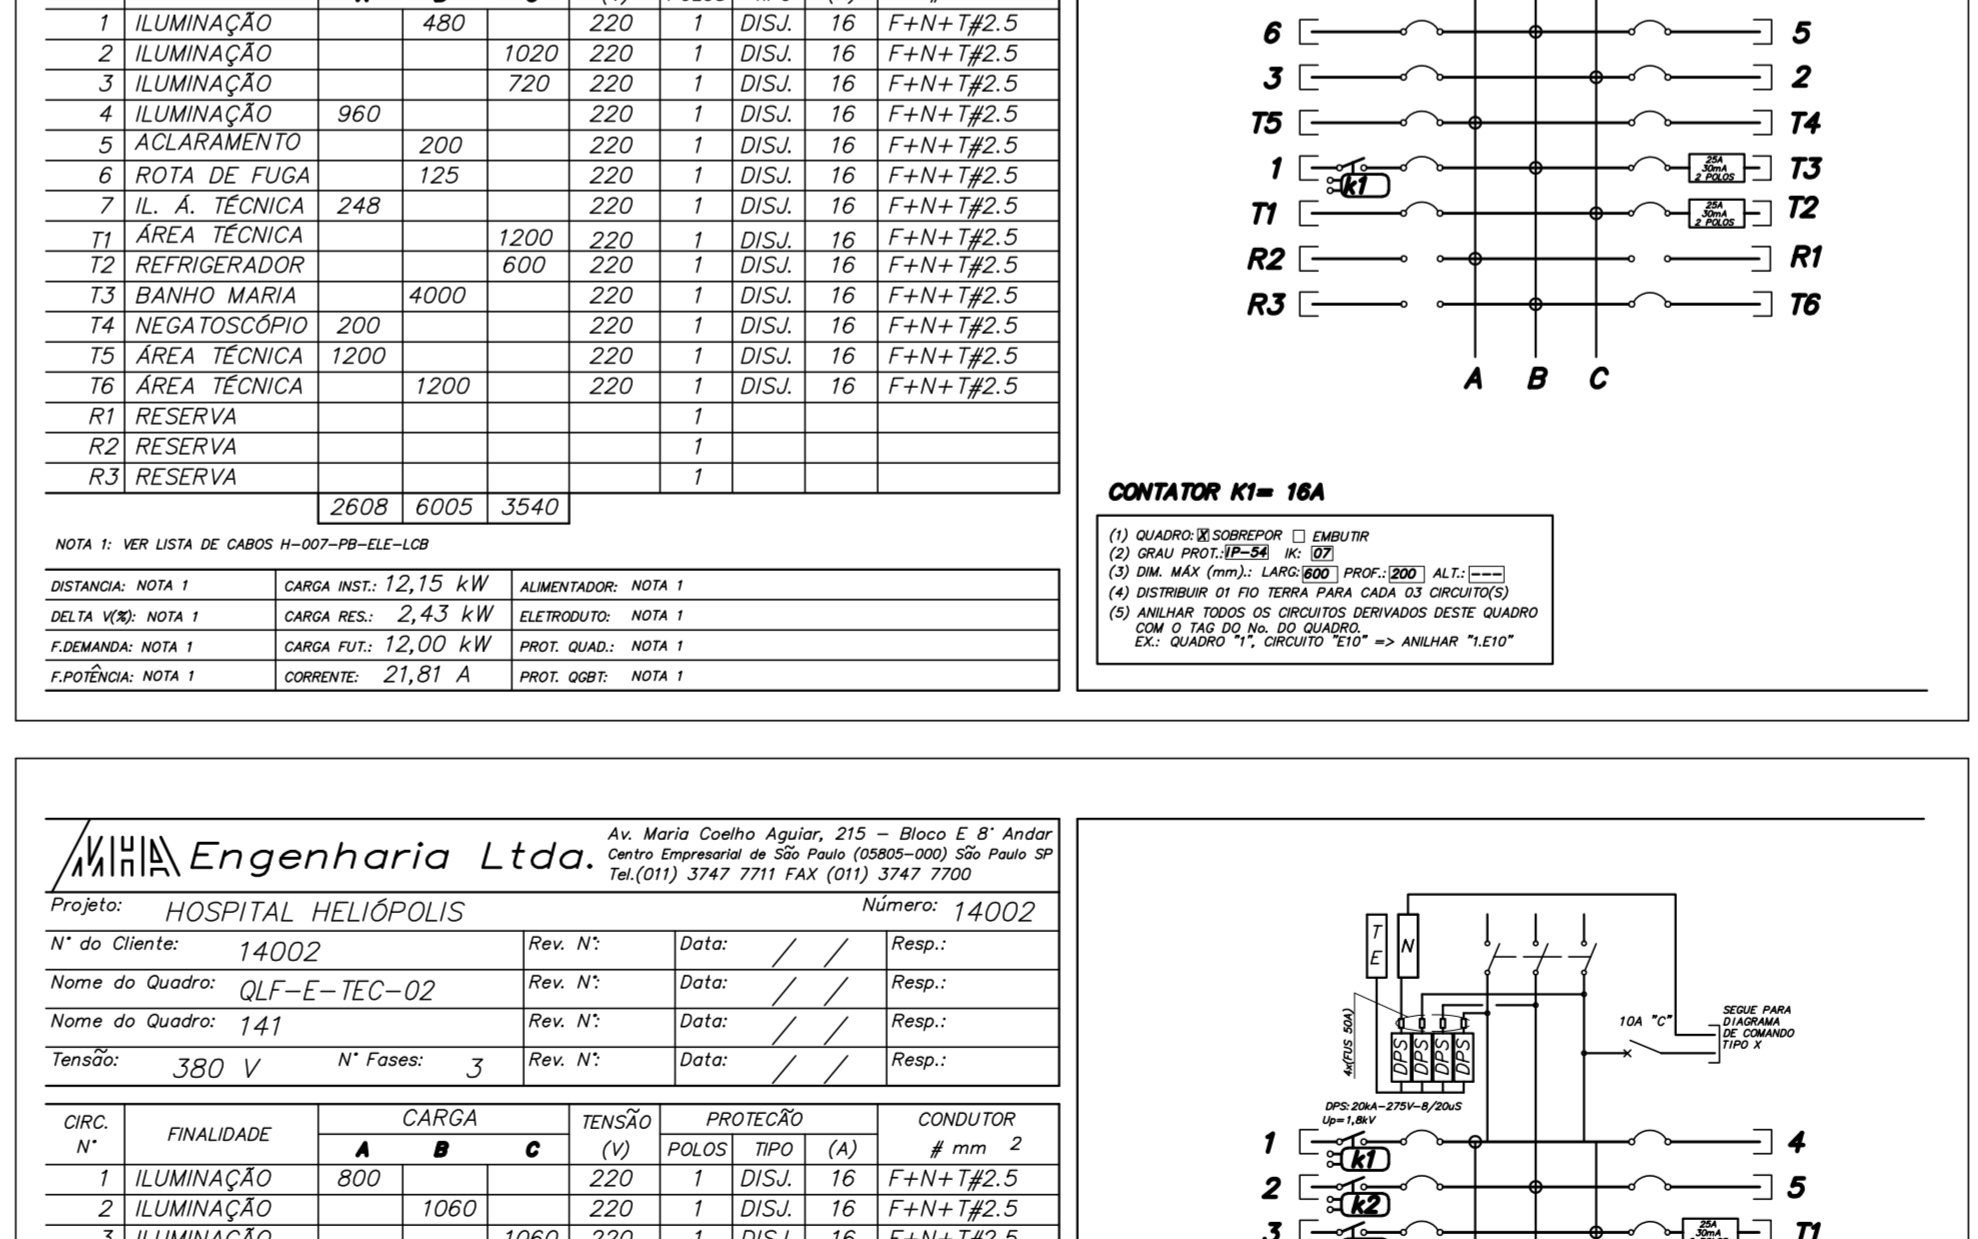 1 ILUMINAÇÃO 480 220 1 DISJ. 16 F+N+T#2.5
2 ILUMINAÇÃO 1020 220 1 DISJ. 16 F+N+T#2.5
3 ILUMINAÇÃO 720 220 1 DISJ. 16 F+N+T#2.5
4 ILUMINAÇÃO 960 220 1 DISJ. 16 F+N+T#2.5
5 ACLARAMENTO 200 220 1 DISJ. 16 F+N+T#2.5
6 ROTA DE FUGA 125 220 1 DISJ. 16 F+N+T#2.5
7 IL. Á. TÉCNICA 248 220 1 DISJ. 16 F+N+T#2.5
T1 ÁREA TÉCNICA 1200 220 1 DISJ. 16 F+N+T#2.5
T2 REFRIGERADOR 600 220 1 DISJ. 16 F+N+T#2.5
T3 BANHO MARIA 4000 220 1 DISJ. 16 F+N+T#2.5
T4 NEGATOSCÓPIO 200 220 1 DISJ. 16 F+N+T#2.5
T5 ÁREA TÉCNICA 1200 220 1 DISJ. 16 F+N+T#2.5
T6 ÁREA TÉCNICA 1200 220 1 DISJ. 16 F+N+T#2.5
R1 RESERVA 1
R2 RESERVA 1
R3 RESERVA 1
2608 6005 3540
NOTA 1: VER LISTA DE CABOS H-007-PB-ELE-LCB
DISTANCIA: NOTA 1 CARGA INST.: 12,15 kW ALIMENTADOR: NOTA 1
DELTA V(%): NOTA 1 CARGA RES.: 2,43 kW ELETRODUTO: NOTA 1
F.DEMANDA: NOTA 1 CARGA FUT.: 12,00 kW PROT. QUAD.: NOTA 1
F.POTÊNCIA: NOTA 1 CORRENTE: 21,81 A PROT. QGBT: NOTA 1
6 5
3 2
T5 T4
1 k1 25A 30mA 2 POLOS T3
T1 25A 30mA 2 POLOS T2
R2 R1
R3 T6
A B C
CONTATOR K1= 16A
(1) QUADRO: X SOBREPOR EMBUTIR
(2) GRAU PROT.: IP-54 IK: 07
(3) DIM. MÁX (mm).: LARG: 600 PROF.: 200 ALT.: ---
(4) DISTRIBUIR 01 FIO TERRA PARA CADA 03 CIRCUITO(S)
(5) ANILHAR TODOS OS CIRCUITOS DERIVADOS DESTE QUADRO
COM O TAG DO No. DO QUADRO.
EX.: QUADRO "1", CIRCUITO "E10" => ANILHAR "1.E10"
MHA Engenharia Ltda.
Av. Maria Coelho Aguiar, 215 – Bloco E 8° Andar
Centro Empresarial de São Paulo (05805-000) São Paulo SP
Tel.(011) 3747 7711 FAX (011) 3747 7700
Projeto: HOSPITAL HELIÓPOLIS Número: 14002
N° do Cliente: 14002 Rev. N°: Data: / / Resp.:
Nome do Quadro: QLF-E-TEC-02 Rev. N°: Data: / / Resp.:
Nome do Quadro: 141 Rev. N°: Data: / / Resp.:
Tensão: 380 V N° Fases: 3 Rev. N°: Data: / / Resp.:
CIRC. N° FINALIDADE CARGA TENSÃO (V) PROTECÃO CONDUTOR
A B C POLOS TIPO (A) # mm 2
1 ILUMINAÇÃO 800 220 1 DISJ. 16 F+N+T#2.5
2 ILUMINAÇÃO 1060 220 1 DISJ. 16 F+N+T#2.5
3 ILUMINAÇÃO 1060 220 1 DISJ. 16 F+N+T#2.5
TE N
4x(FUS 50A)
DPS DPS DPS DPS
10A "C"
SEGUE PARA
DIAGRAMA
DE COMANDO
TIPO X
DPS: 20kA-275V-8/20uS
Up=1,8kV
1 k1 4
2 k2 5
3 25A 30mA T1